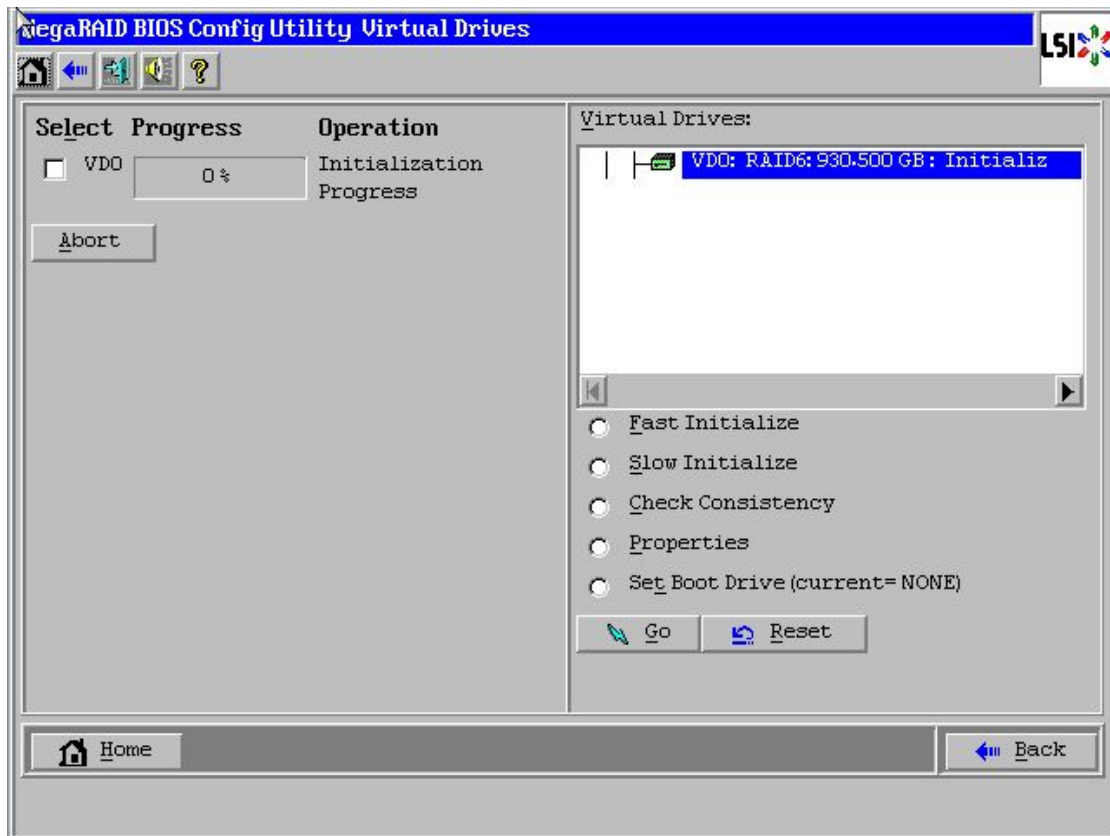 MegaRAID BIOS Config Utility Virtual Drives
LSI
Select Progress Operation
VD0 0% Initialization
Progress
Abort
Virtual Drives:
VD0: RAID6: 930.500 GB: Initializ
Fast Initialize
Slow Initialize
Check Consistency
Properties
Set Boot Drive (current= NONE)
Go Reset
Home Back